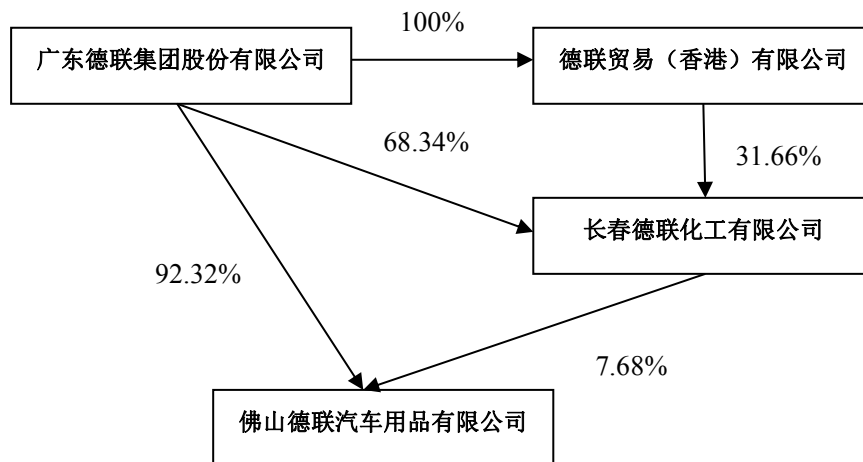 100%
广东德联集团股份有限公司
德联贸易（香港）有限公司
68.34%
31.66%
长春德联化工有限公司
92.32%
7.68%
佛山德联汽车用品有限公司